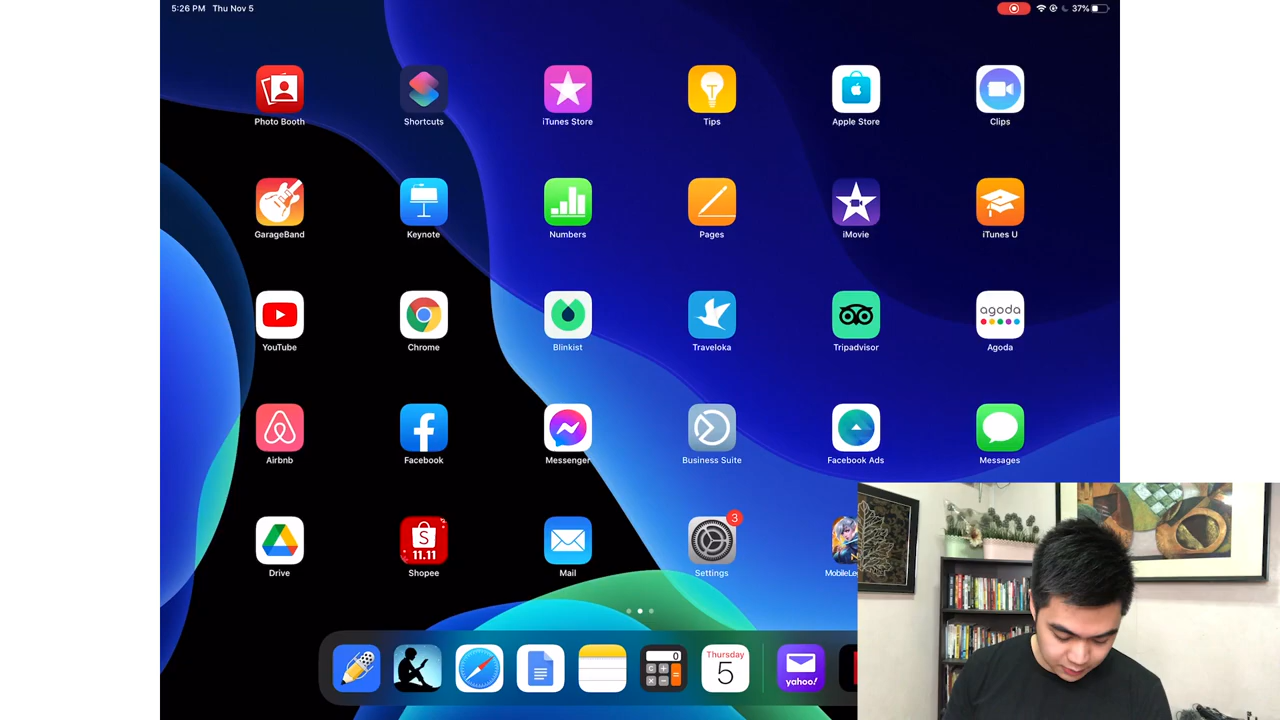 5:26 PM Thu Nov 5
37%
Photo Booth
Shortcuts
iTunes Store
Tips
Apple Store
Clips
GarageBand
Keynote
Numbers
Pages
iMovie
iTunes U
YouTube
Chrome
Blinkist
Traveloka
Tripadvisor
agoda
Agoda
Airbnb
Facebook
Messenger
Business Suite
Facebook Ads
Messages
3
S
11.11
Drive
Shopee
Mail
Settings
MobileLe
0
Thursday
5
yahoo!